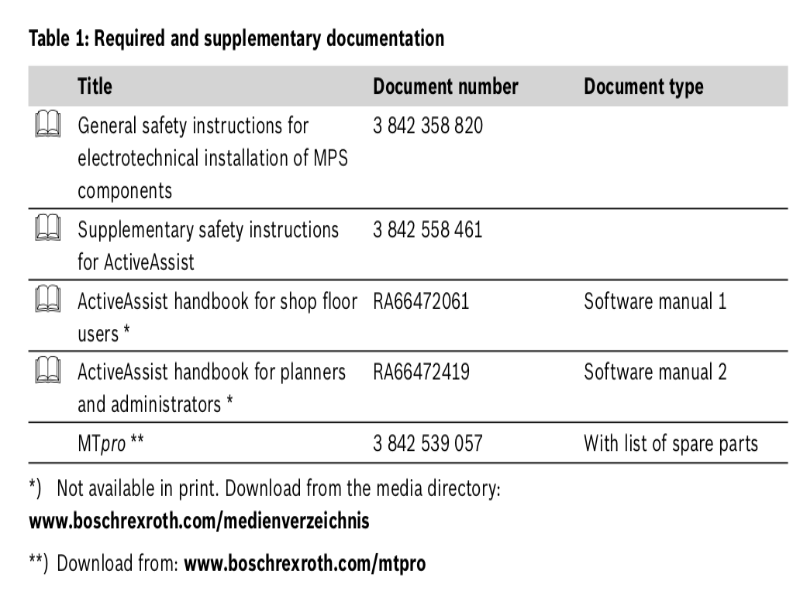 Table 1: Required and supplementary documentation
Title Document number Document type
General safety instructions for 3 842 358 820
electrotechnical installation of MPS
components
Supplementary safety instructions 3 842 558 461
for ActiveAssist
ActiveAssist handbook for shop floor RA66472061 Software manual 1
users *
ActiveAssist handbook for planners RA66472419 Software manual 2
and administrators *
MTpro ** 3 842 539 057 With list of spare parts
*) Not available in print. Download from the media directory:
www.boschrexroth.com/medienverzeichnis
**) Download from: www.boschrexroth.com/mtpro